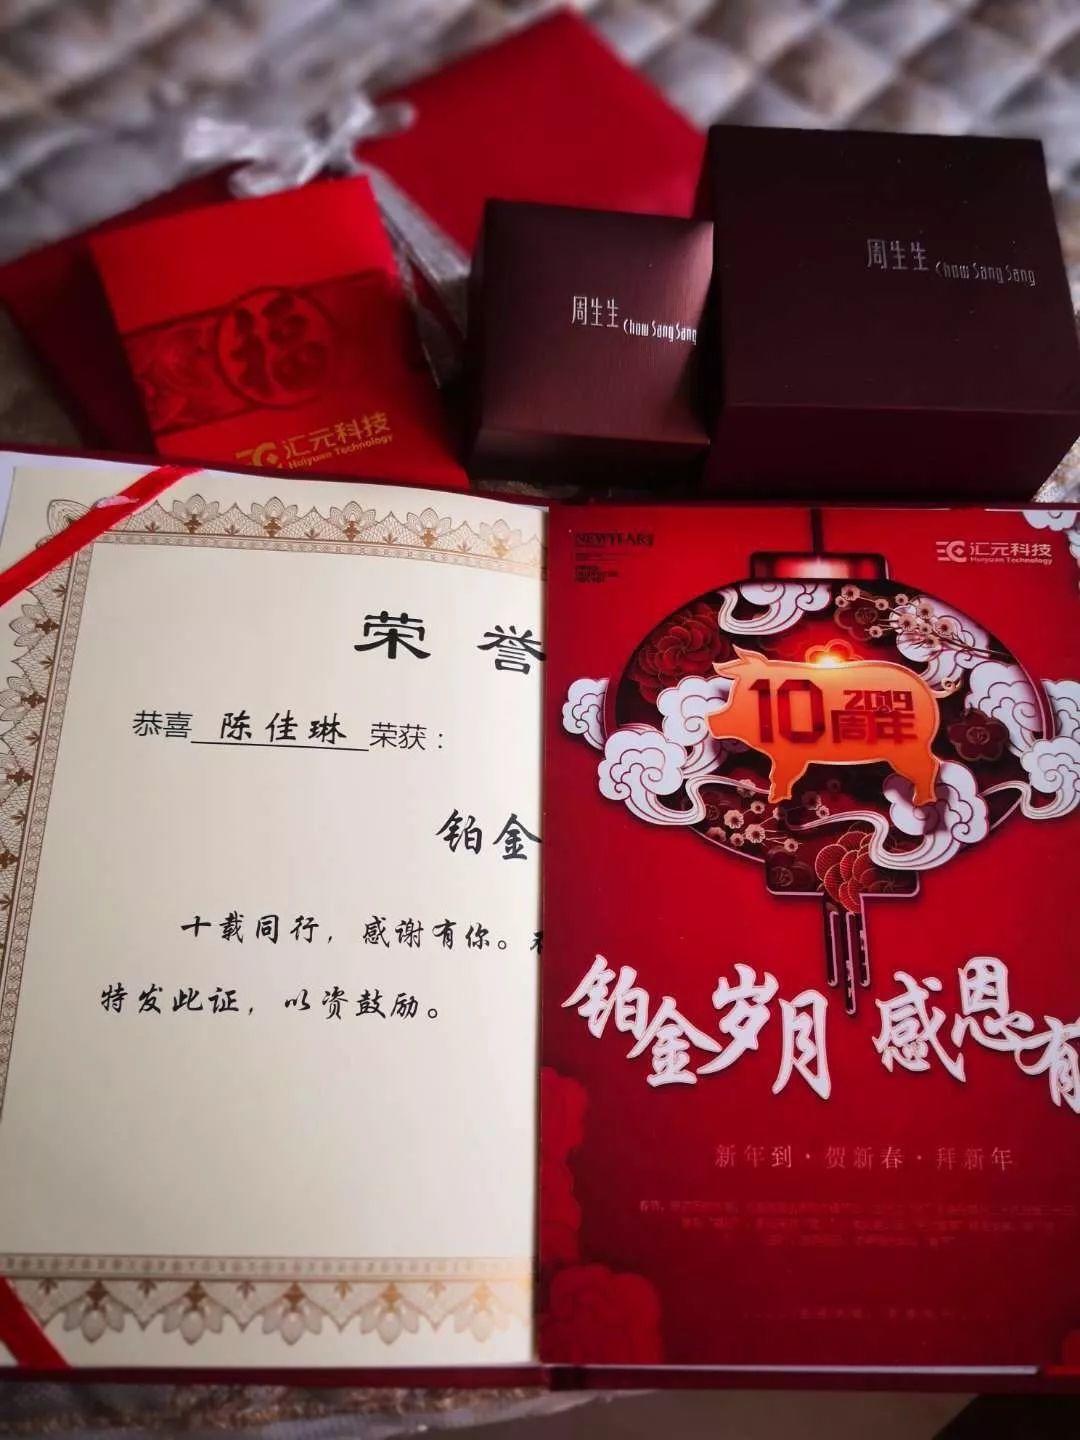 周生生 Chow Sang Sang
周生生 Chow Sang Sang
福
汇元科技
Huiyuan Technology
荣 誉
恭喜 陈佳琳 荣获：
铂金
十载同行，感谢有你。
特发此证，以资鼓励。
NEWYEAR
汇元科技
Huiyuan Technology
10 2019
周年
铂金岁月 感恩有
新年到·贺新春·拜新年